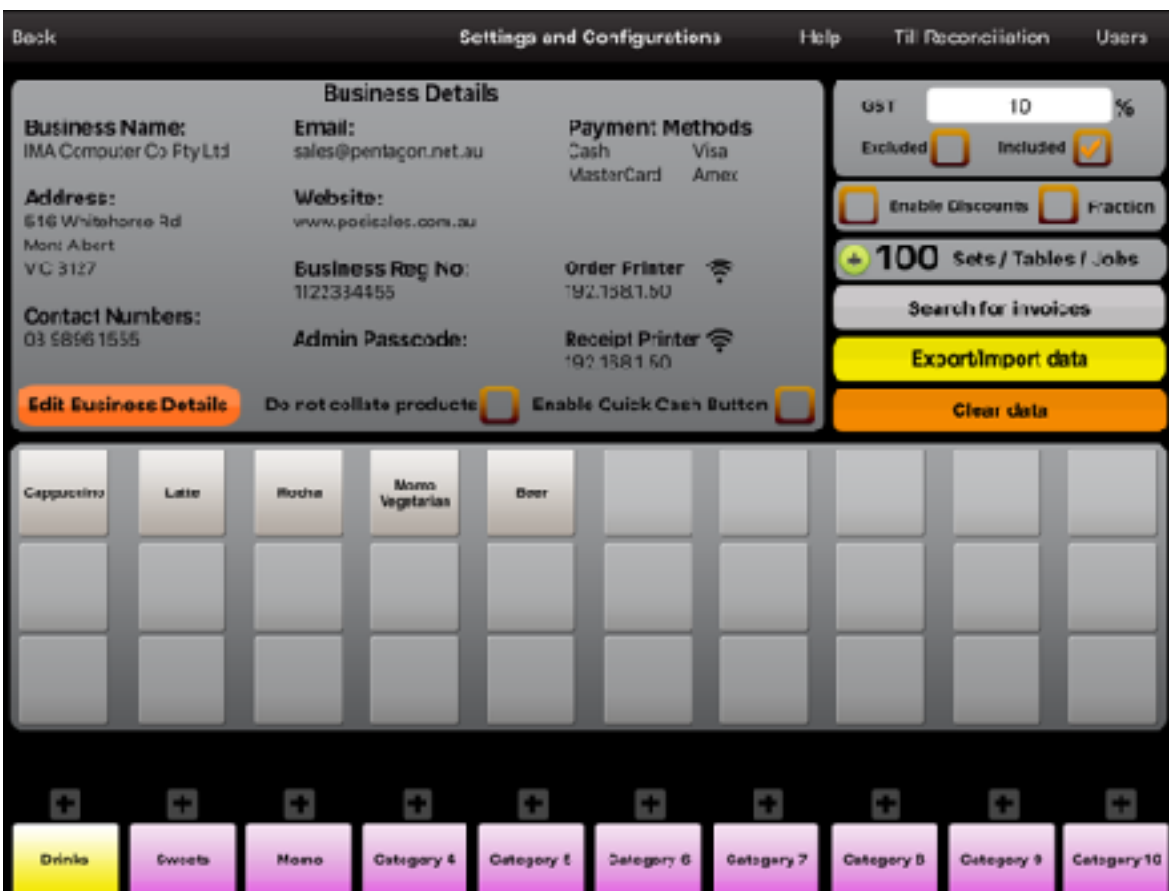 Back Settings and Configurations Help Till Reconciliation Users
Business Details
Business Name: Email: Payment Methods
IMA Computer Co Pty Ltd sales@pentagon.net.au Cash Visa
MasterCard Amex
Address: Website:
616 Whitehorse Rd www.posisales.com.au
Mont Albert
VIC 3127 Business Reg No: Order Printer
1122334455 192.168.1.50
Contact Numbers:
03 9896 1555 Admin Passcode: Receipt Printer
192.168.1.50
Edit Business Details Do not collate products Enable Quick Cash Button
GST 10 %
Excluded Included
Enable Discounts Fraction
+ 100 Sets / Tables / Jobs
Search for invoices
Export/Import data
Clear data
Cappuccino Latte Mocha Momo Vegetarian Beer
+ + + + + + + + + +
Drinks Sweets Momo Category 4 Category 5 Category 6 Category 7 Category 8 Category 9 Category 10